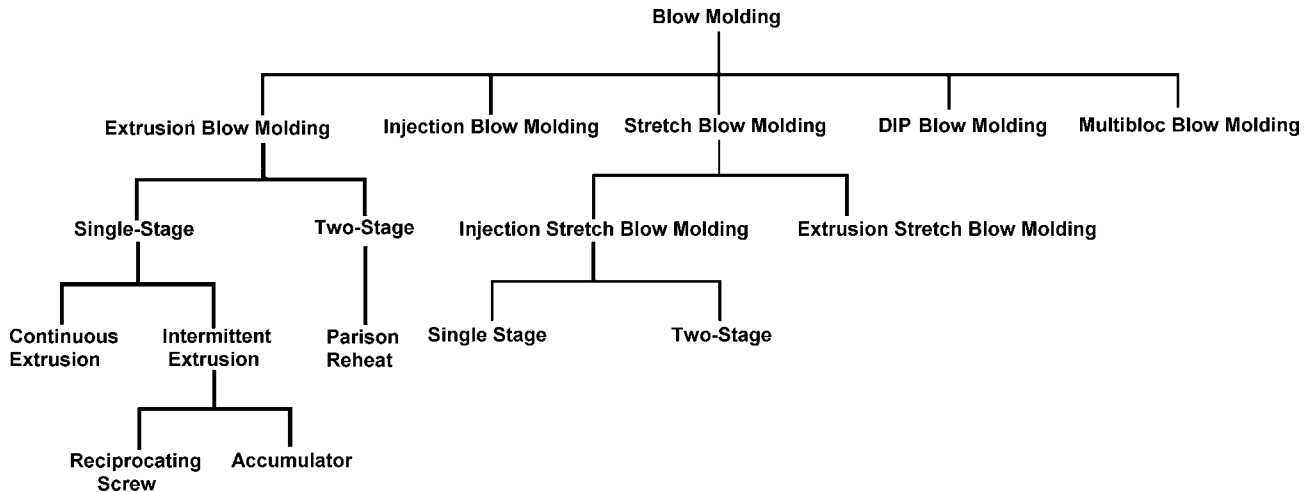 Blow Molding
Extrusion Blow Molding
Injection Blow Molding
Stretch Blow Molding
DIP Blow Molding
Multibloc Blow Molding
Single-Stage
Two-Stage
Injection Stretch Blow Molding
Extrusion Stretch Blow Molding
Continuous
Extrusion
Intermittent
Extrusion
Parison
Reheat
Single Stage
Two-Stage
Reciprocating
Screw
Accumulator